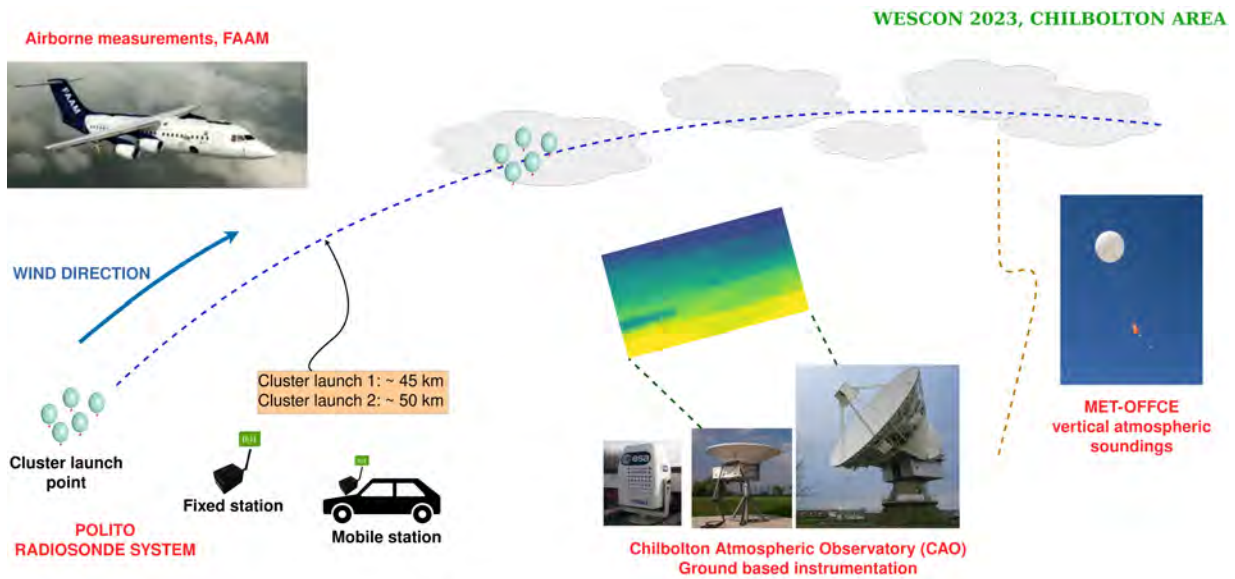 WESCON 2023, CHILBOLTON AREA
Airborne measurements, FAAM
FAAM
WIND DIRECTION
Cluster launch 1: ~ 45 km
Cluster launch 2: ~ 50 km
Cluster launch
point
Fixed station
Mobile station
POLITO
RADIOSONDE SYSTEM
esa
Chilbolton Atmospheric Observatory (CAO)
Ground based instrumentation
MET-OFFCE
vertical atmospheric
soundings